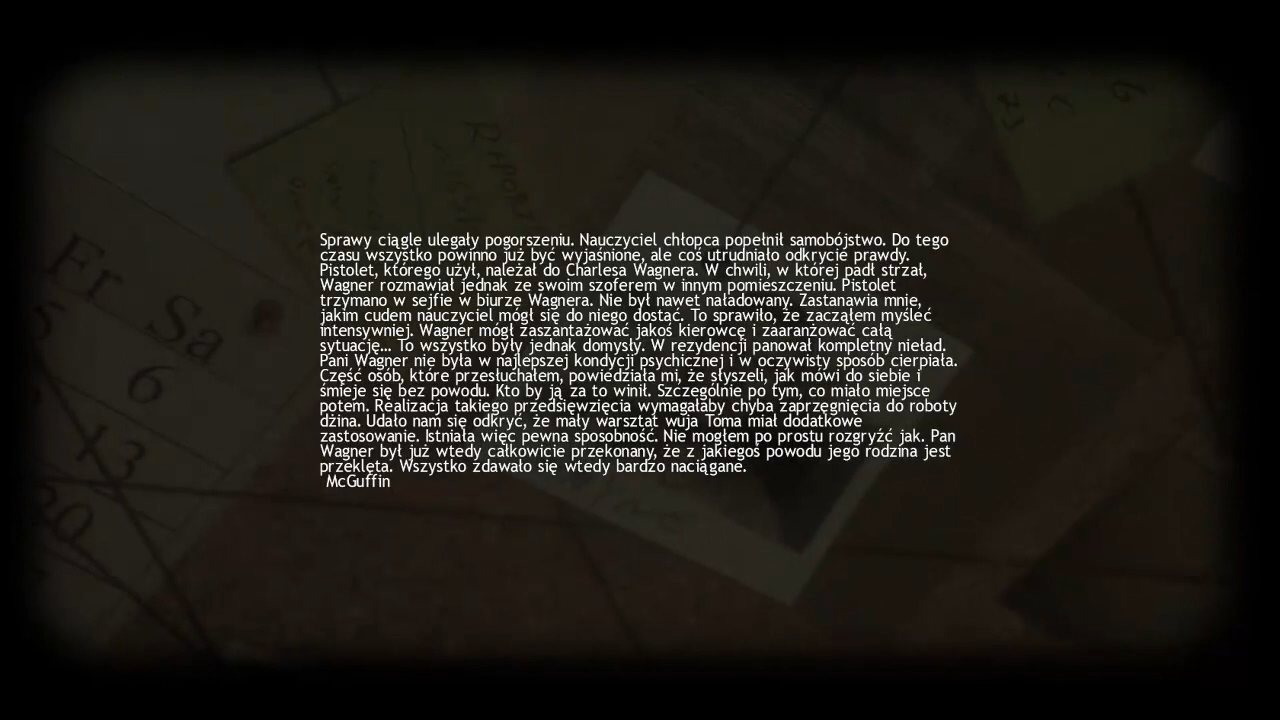 Sprawy ciągle ulegały pogorszeniu. Nauczyciel chłopca popełnił samobójstwo. Do tego
czasu wszystko powinno już być wyjaśnione, ale coś utrudniało odkrycie prawdy.
Pistolet, którego użył, należał do Charlesa Wagnera. W chwili, w której padł strzał,
Wagner rozmawiał jednak ze swoim szoferem w innym pomieszczeniu. Pistolet
trzymano w sejfie w biurze Wagnera. Nie był nawet naładowany. Zastanawia mnie,
jakim cudem nauczyciel mógł się do niego dostać. To sprawiło, że zacząłem myśleć
intensywniej. Wagner mógł zaszantażować jakoś kierowcę i zaaranżować całą
sytuację... To wszystko były jednak domysły. W rezydencji panował kompletny nieład.
Pani Wagner nie była w najlepszej kondycji psychicznej i w oczywisty sposób cierpiała.
Część osób, które przesłuchałem, powiedziała mi, że słyszeli, jak mówi do siebie i
śmieje się bez powodu. Kto by ją za to winił. Szczególnie po tym, co miało miejsce
potem. Realizacja takiego przedsięwzięcia wymagałaby chyba zaprzęgnięcia do roboty
dżina. Udało nam się odkryć, że mały warsztat wuja Toma miał dodatkowe
zastosowanie. Istniała więc pewna sposobność. Nie mogłem po prostu rozgryźć jak. Pan
Wagner był już wtedy całkowicie przekonany, że z jakiegoś powodu jego rodzina jest
przeklęta. Wszystko zdawało się wtedy bardzo naciągane.
McGuffin
Fr Sa
6
13